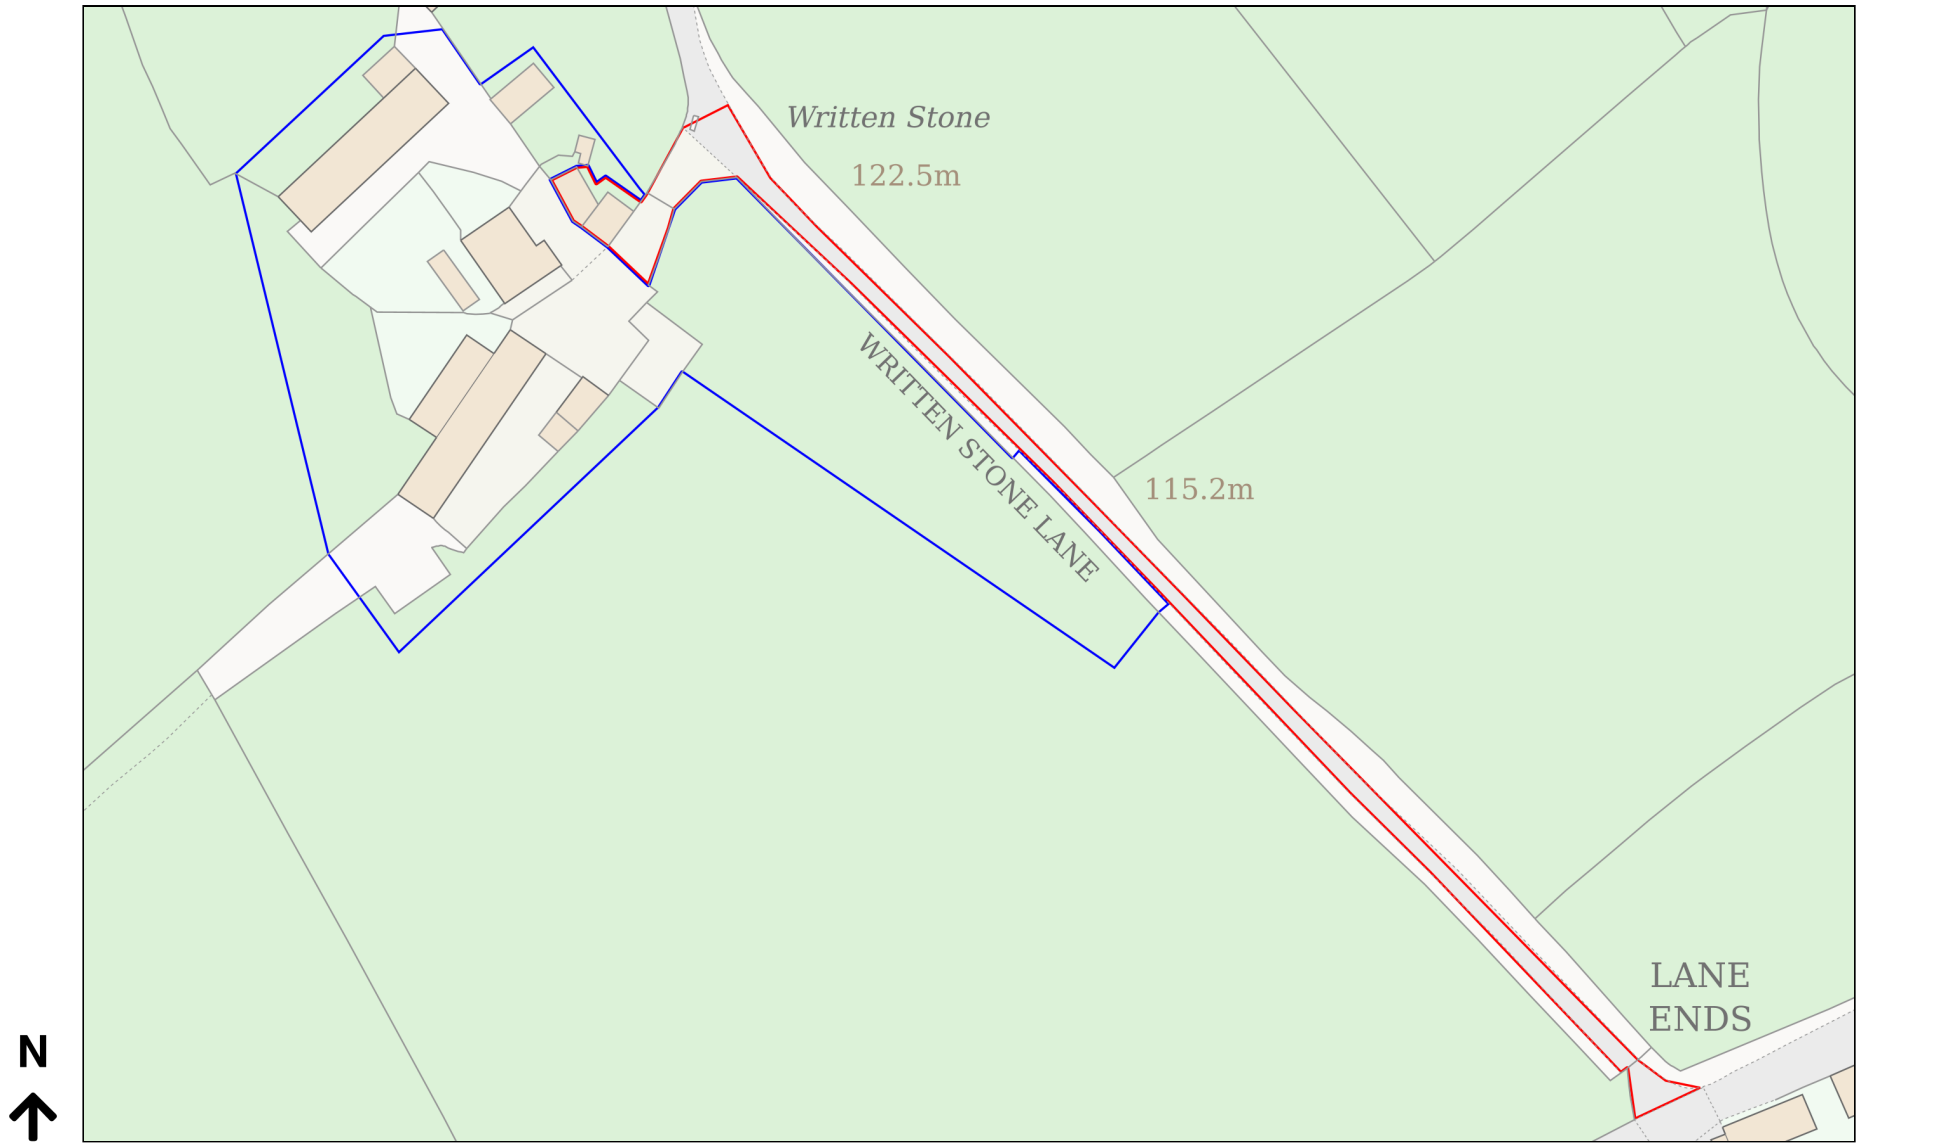 Written Stone
122.5m
WRITTEN STONE LANE
115.2m
LANE
ENDS
N